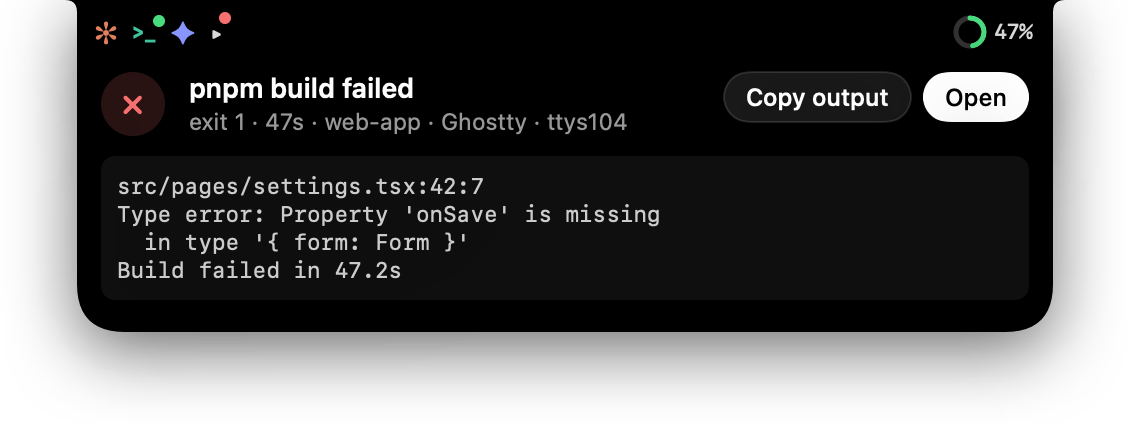 >_
47%
pnpm build failed
exit 1 · 47s · web-app · Ghostty · ttys104
Copy output
Open
src/pages/settings.tsx:42:7
Type error: Property 'onSave' is missing
  in type '{ form: Form }'
Build failed in 47.2s